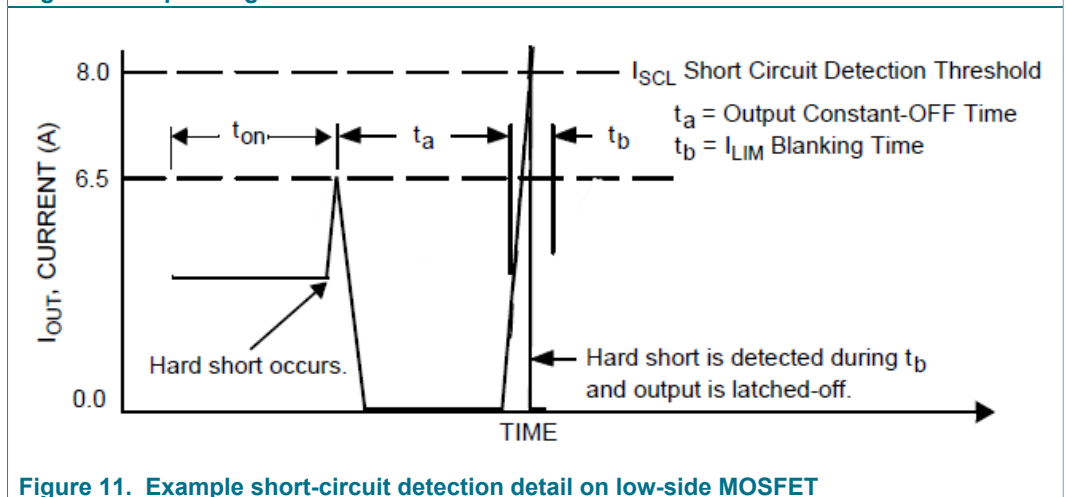 8.0
I_SCL Short Circuit Detection Threshold
t_on
t_a
t_b
t_a = Output Constant-OFF Time
t_b = I_LIM Blanking Time
6.5
I_OUT, CURRENT (A)
Hard short occurs.
Hard short is detected during t_b
and output is latched-off.
0.0
TIME
Figure 11. Example short-circuit detection detail on low-side MOSFET